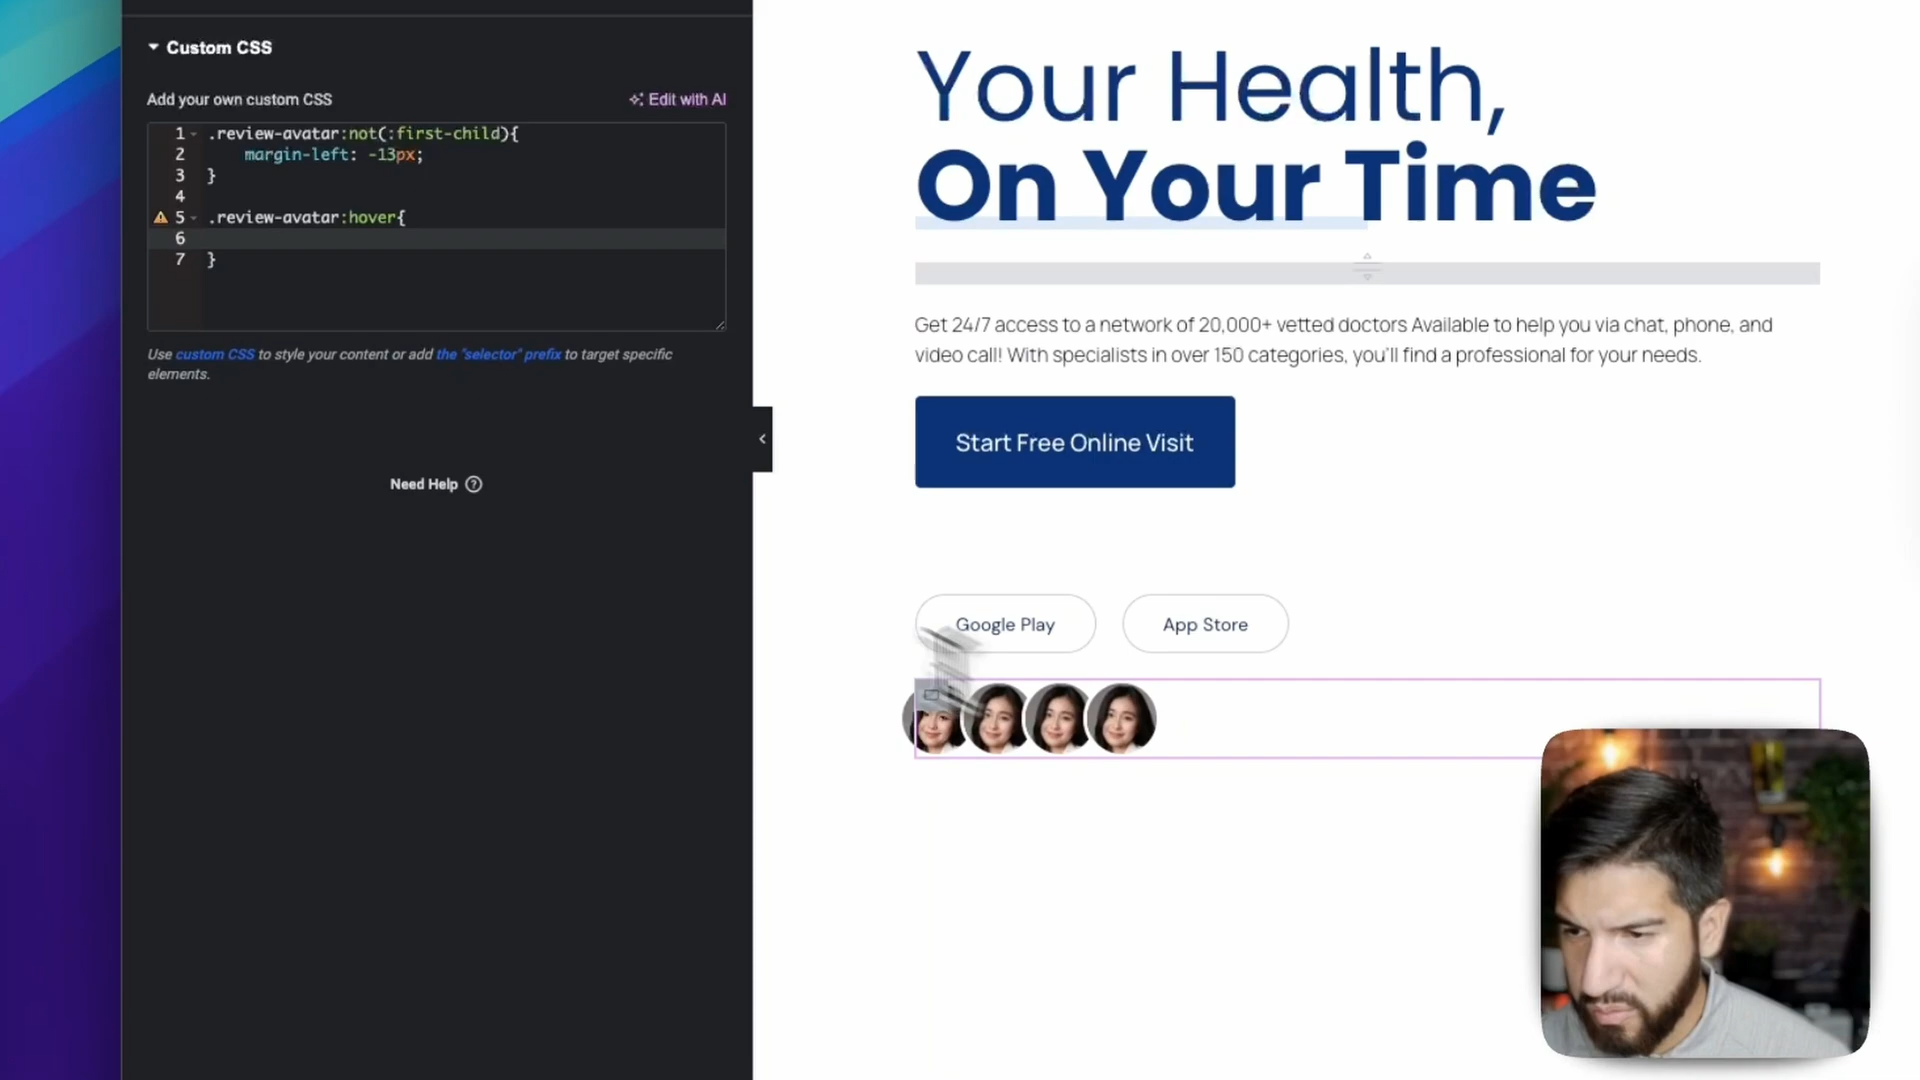 Custom CSS
Add your own custom CSS
Edit with AI
1 .review-avatar:not(:first-child){
2 margin-left: -13px;
3 }
4
5 .review-avatar:hover{
6
7 }
Use custom CSS to style your content or add the "selector" prefix to target specific
elements.
Need Help
Your Health,
On Your Time
Get 24/7 access to a network of 20,000+ vetted doctors Available to help you via chat, phone, and
video call! With specialists in over 150 categories, you'll find a professional for your needs.
Start Free Online Visit
Google Play
App Store